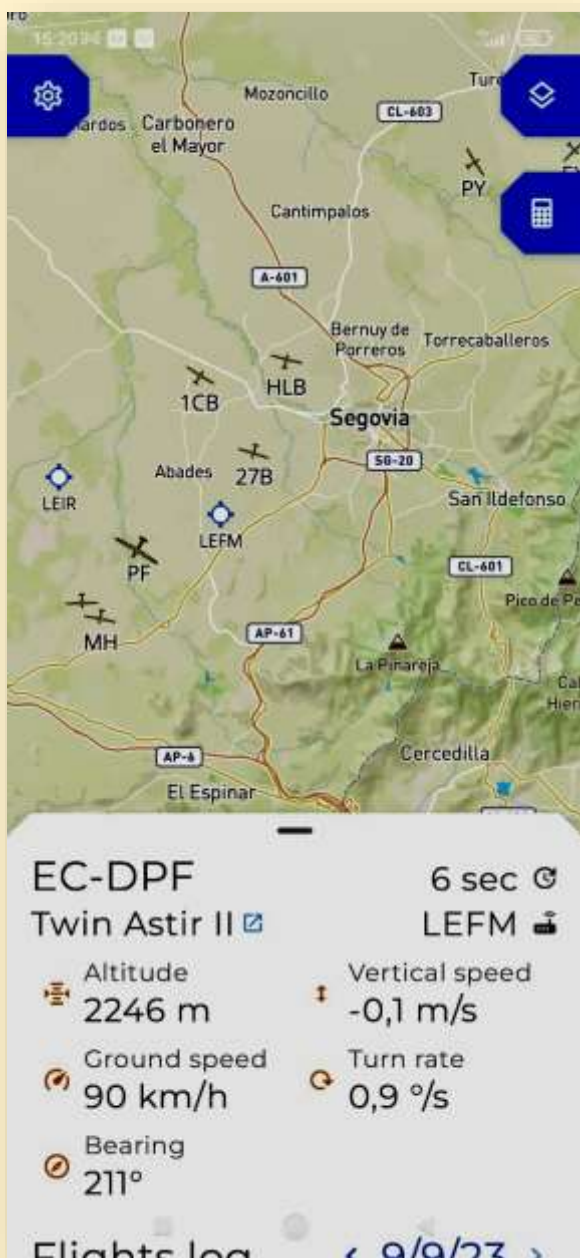 15:20
Mozoncillo
CL-603
Carbonero
el Mayor
PY
Cantimpalos
A-601
Bernuy de
Porreros
Torrecaballeros
1CB
HLB
Segovia
SG-20
Abades
27B
LEIR
San Ildefonso
LEFM
PF
CL-601
MH
AP-61
La Pinareja
AP-6
Cercedilla
El Espinar
EC-DPF
6 sec
Twin Astir II
LEFM
Altitude
2246 m
Vertical speed
-0,1 m/s
Ground speed
90 km/h
Turn rate
0,9 º/s
Bearing
211°
Flights log
< 9/9/23 >